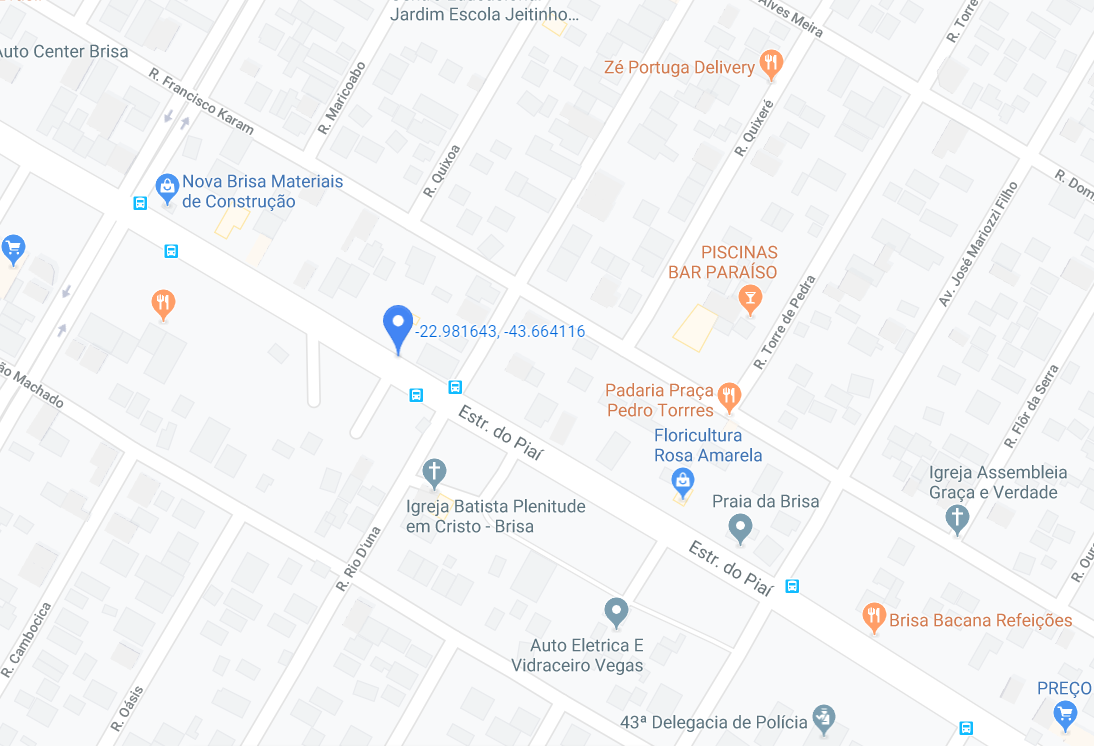 Jardim Escola Jeitinho...
Alves Meira
R. Torre
Auto Center Brisa
Zé Portuga Delivery
R. Francisco Karam
R. Maricoabo
R. Quixeré
R. Quixoa
Nova Brisa Materiais
de Construção
R. Dom
Av. José Mariozzi Filho
PISCINAS
BAR PARAÍSO
R. Torre de Pedra
-22.981643, -43.664116
ão Machado
Padaria Praça
Pedro Torrres
Estr. do Piaí
Floricultura
Rosa Amarela
R. Flôr da Serra
Igreja Assembleia
Graça e Verdade
Praia da Brisa
Igreja Batista Plenitude
em Cristo - Brisa
R. Rio D'una
Estr. do Piaí
R. Our
R. Cambocica
Brisa Bacana Refeições
Auto Eletrica E
Vidraceiro Vegas
R. Oásis
PREÇO
43ª Delegacia de Polícia